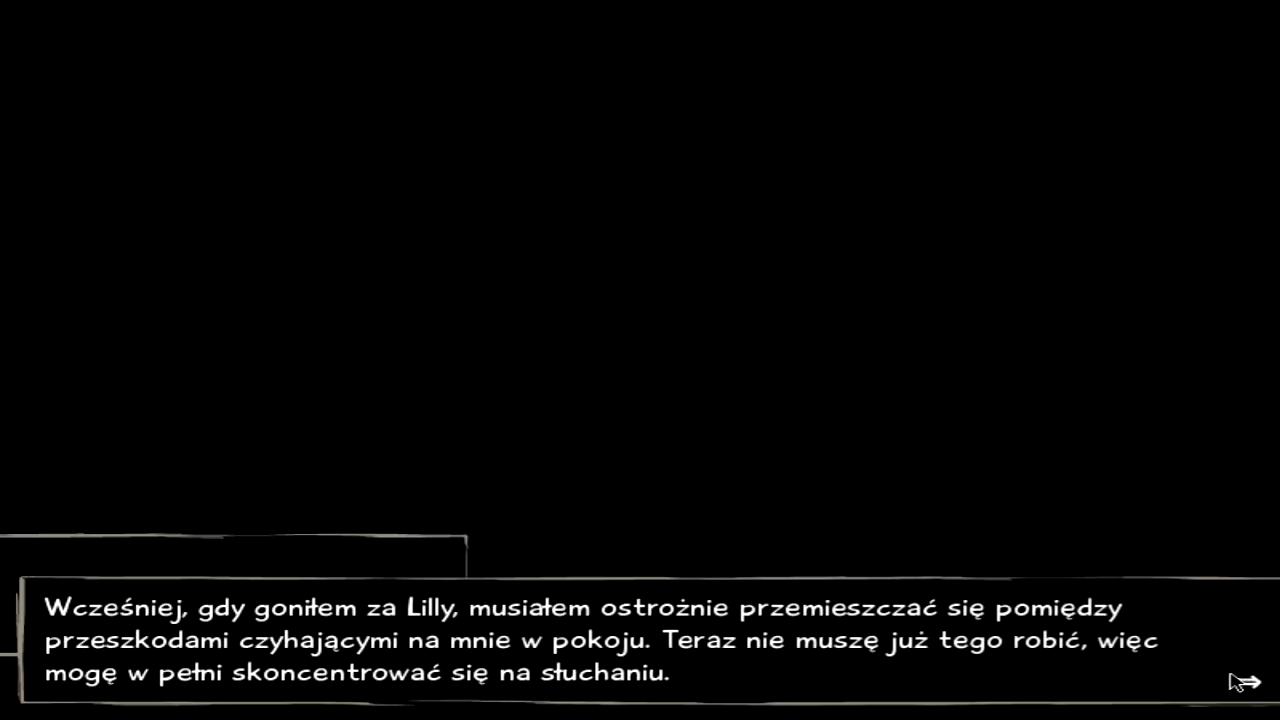 Wcześniej, gdy goniłem za Lilly, musiałem ostrożnie przemieszczać się pomiędzy
przeszkodami czyhającymi na mnie w pokoju. Teraz nie muszę już tego robić, więc
mogę w pełni skoncentrować się na słuchaniu.